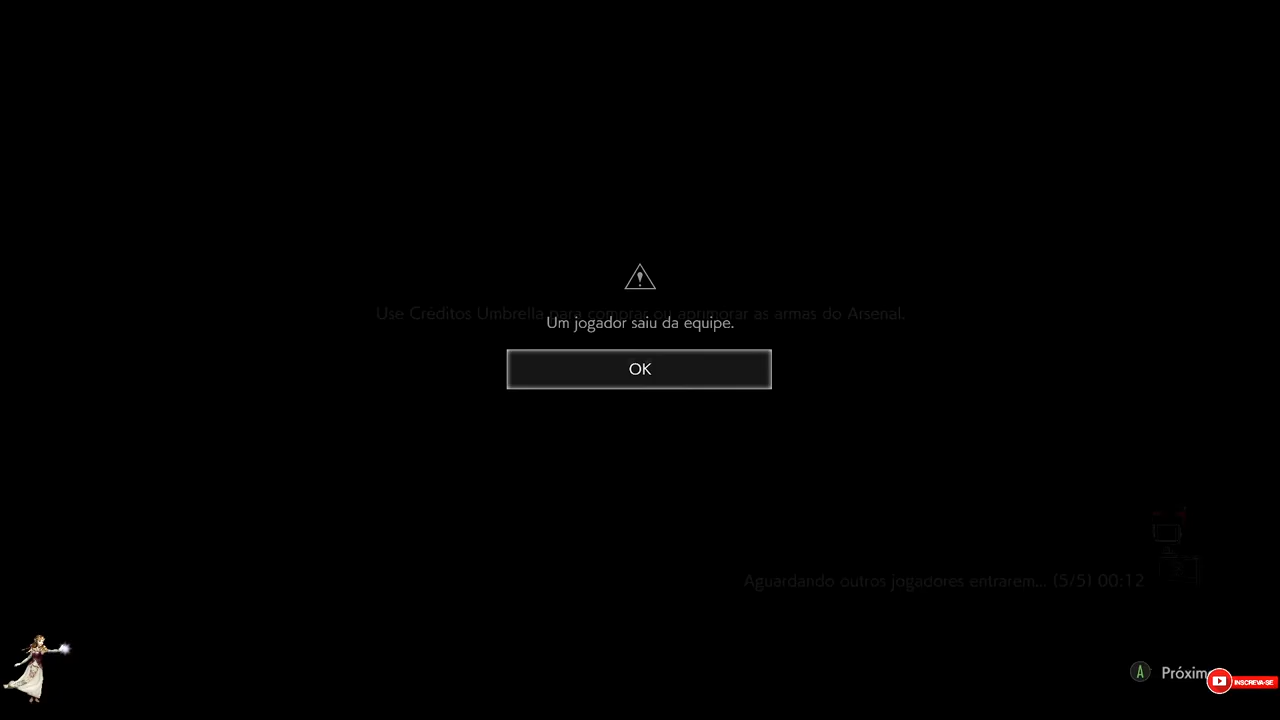 Use Créditos Umbrella para comprar ou aprimorar as armas do Arsenal.
Um jogador saiu da equipe.
OK
Aguardando outros jogadores entrarem... (5/5) 00:12
A Próxim
INSCREVA-SE